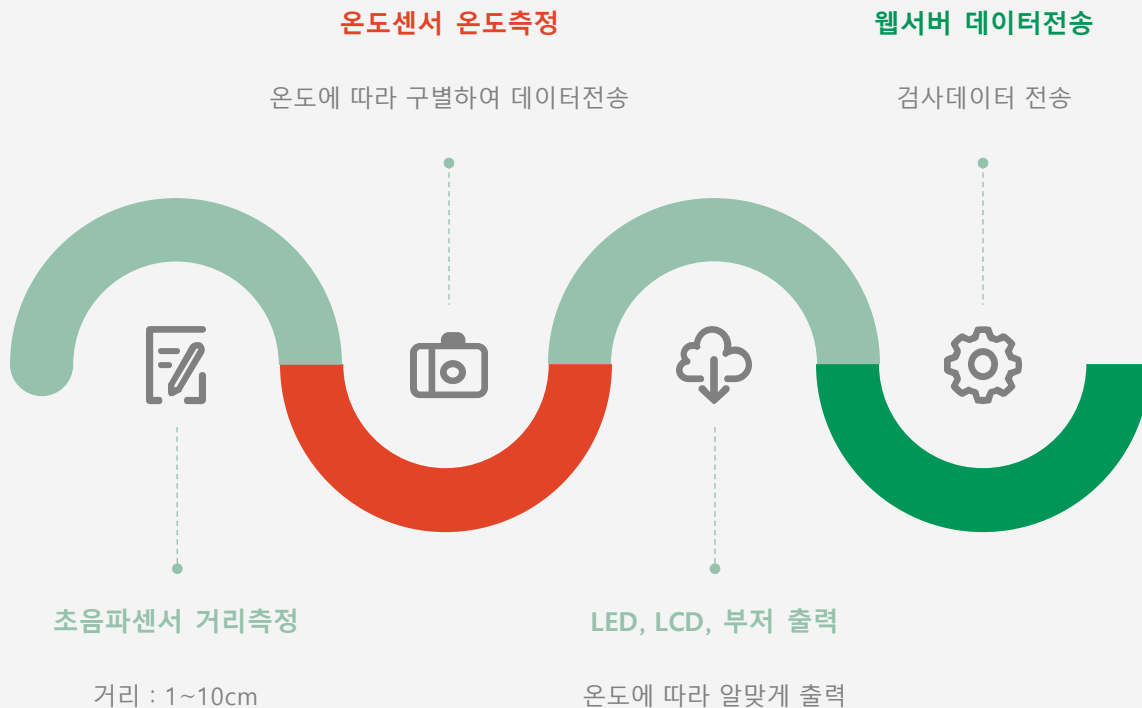 온도센서 온도측정
웹서버 데이터전송
온도에 따라 구별하여 데이터전송
검사데이터 전송
초음파센서 거리측정
LED, LCD, 부저 출력
거리 : 1~10cm
온도에 따라 알맞게 출력